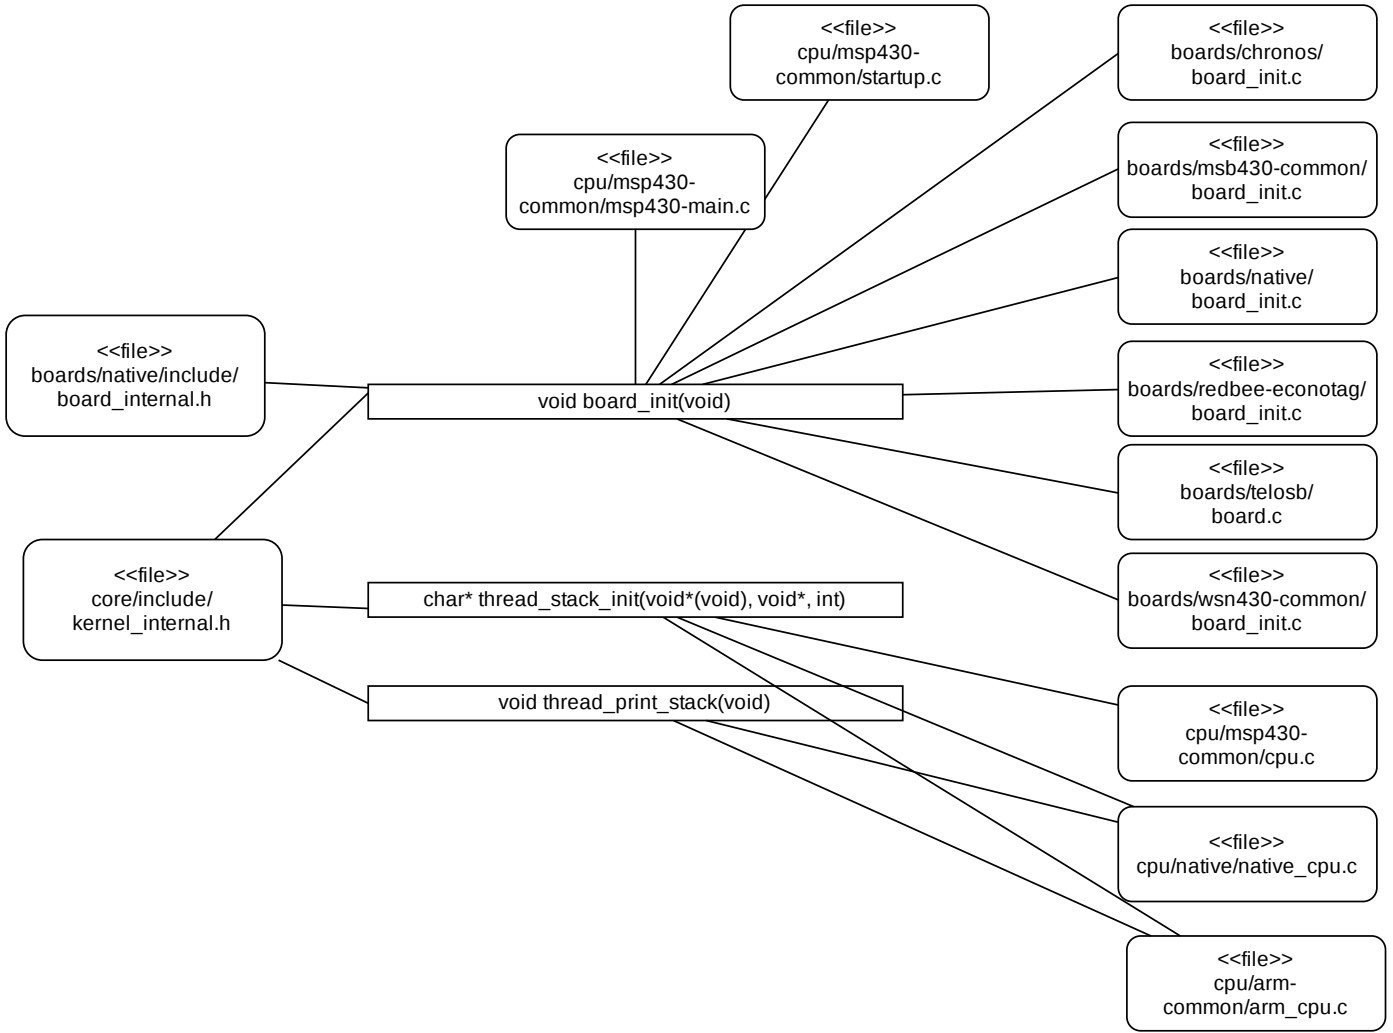 <<file>>
cpu/msp430-
common/startup.c
<<file>>
boards/chronos/
board_init.c
<<file>>
cpu/msp430-
common/msp430-main.c
<<file>>
boards/msb430-common/
board_init.c
<<file>>
boards/native/
board_init.c
<<file>>
boards/native/include/
board_internal.h
void board_init(void)
<<file>>
boards/redbee-econotag/
board_init.c
<<file>>
boards/telosb/
board.c
<<file>>
core/include/
kernel_internal.h
char* thread_stack_init(void*(void), void*, int)
<<file>>
boards/wsn430-common/
board_init.c
void thread_print_stack(void)
<<file>>
cpu/msp430-
common/cpu.c
<<file>>
cpu/native/native_cpu.c
<<file>>
cpu/arm-
common/arm_cpu.c